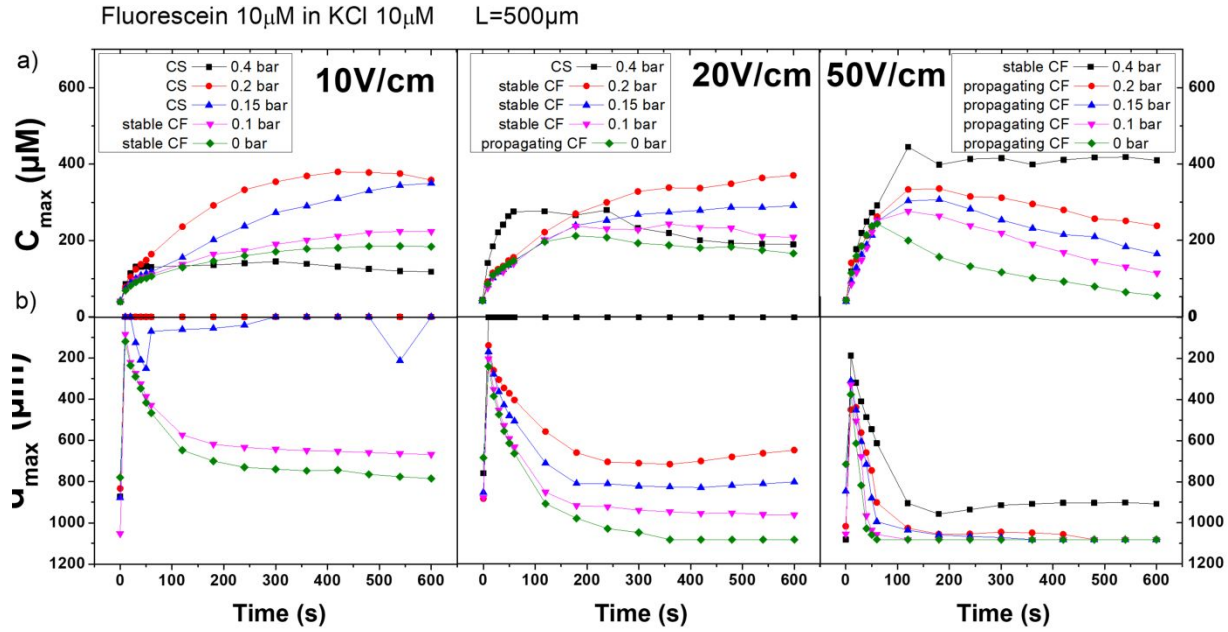 Fluorescein 10µM in KCl 10µM L=500µm
a)
10V/cm
CS 0.4 bar
CS 0.2 bar
CS 0.15 bar
stable CF 0.1 bar
stable CF 0 bar
20V/cm
CS 0.4 bar
stable CF 0.2 bar
stable CF 0.15 bar
stable CF 0.1 bar
propagating CF 0 bar
50V/cm
stable CF 0.4 bar
propagating CF 0.2 bar
propagating CF 0.15 bar
propagating CF 0.1 bar
propagating CF 0 bar
C_max (µM)
600
400
200
0
600
400
200
0
b)
max (µm)
200
400
600
800
1000
1200
200
400
600
800
1000
1200
0 100 200 300 400 500 600
0 100 200 300 400 500 600
0 100 200 300 400 500 600
Time (s)
Time (s)
Time (s)